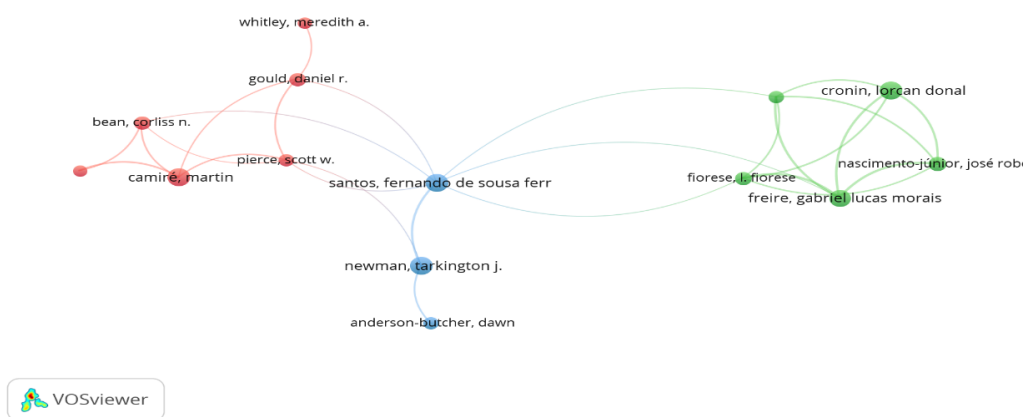 whitley, meredith a.
gould, daniel r.
cronin, lorcan donal
bean, corliss n.
pierce, scott w.
nascimento-júnior, josé robe
camiré, martin
fiorese, l. fiorese
santos, fernando de sousa ferr
freire, gabriel lucas morais
newman, tarkington j.
anderson-butcher, dawn
VOSviewer